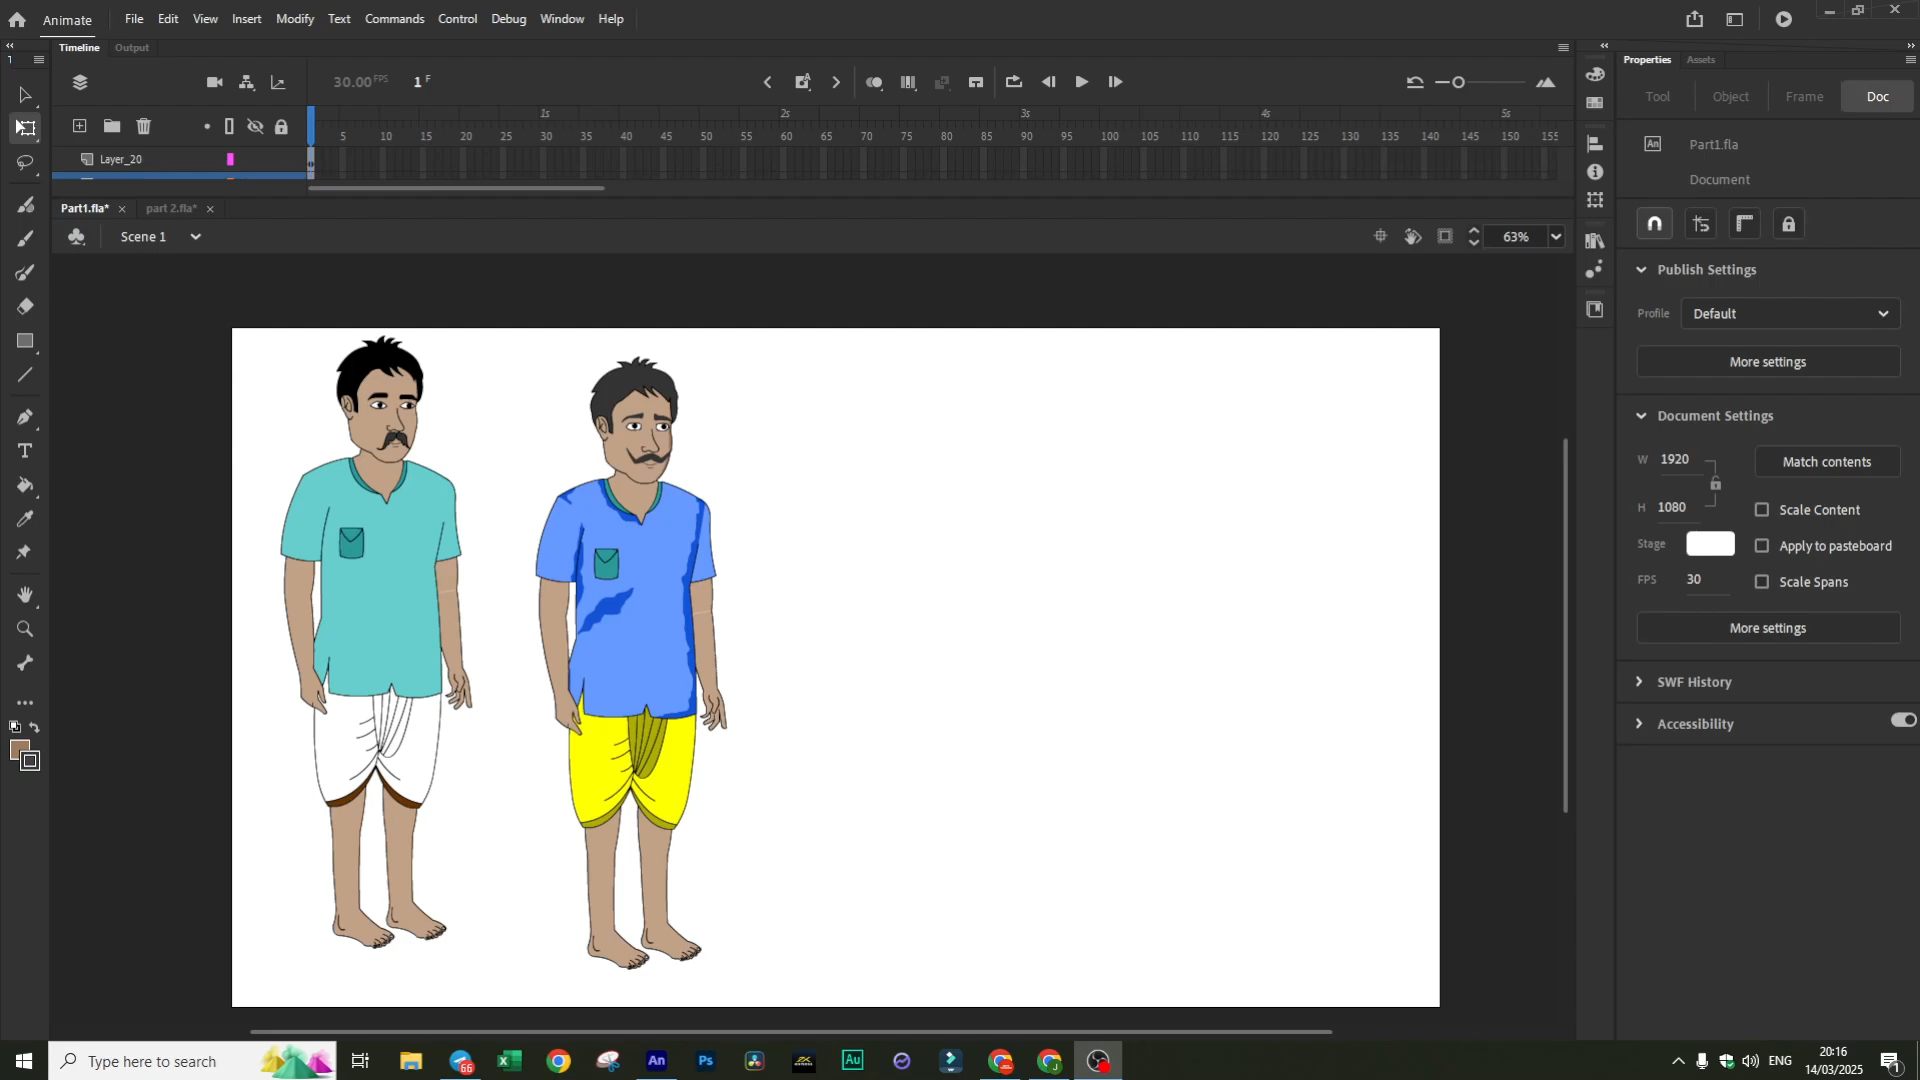 Animate File Edit View Insert Modify Text Commands Control Debug Window Help
Timeline Output
Properties Assets
1
30.00 FPS 1 F
Tool Object Frame Doc
1s 2s 3s 4s 5s
5 10 15 20 25 30 35 40 45 50 55 60 65 70 75 80 85 90 95 100 105 110 115 120 125 130 135 140 145 150 155
Layer_20
An Part1.fla
Document
Part1.fla* part 2.fla*
Scene 1
63%
Publish Settings
Profile Default
More settings
Document Settings
W 1920 Match contents
H 1080 Scale Content
Stage Apply to pasteboard
FPS 30 Scale Spans
More settings
SWF History
Accessibility
T
Type here to search
66
An
Ps
Au
ENG
20:16
14/03/2025
1